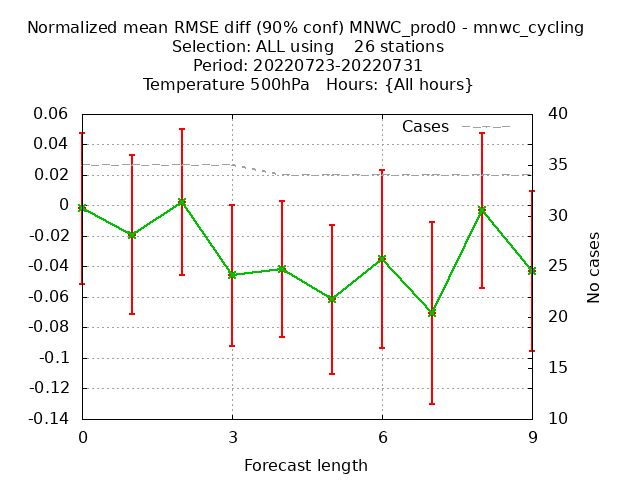 Normalized mean RMSE diff (90% conf) MNWC_prod0 - mnwc_cycling
Selection: ALL using    26 stations
Period: 20220723-20220731
Temperature 500hPa   Hours: {All hours}
0.06
0.04
0.02
0
-0.02
-0.04
-0.06
-0.08
-0.1
-0.12
-0.14
Cases
40
35
30
25
20
15
10
No cases
0 3 6 9
Forecast length